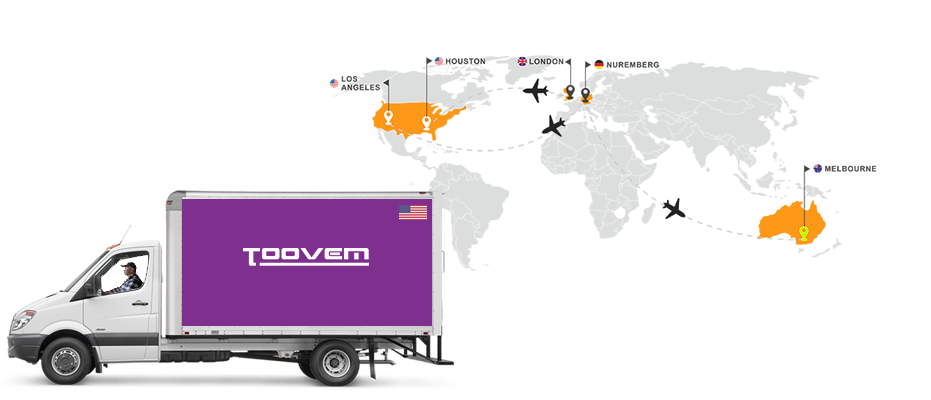 HOUSTON
LONDON
NUREMBERG
LOS
ANGELES
MELBOURNE
TOOVEM